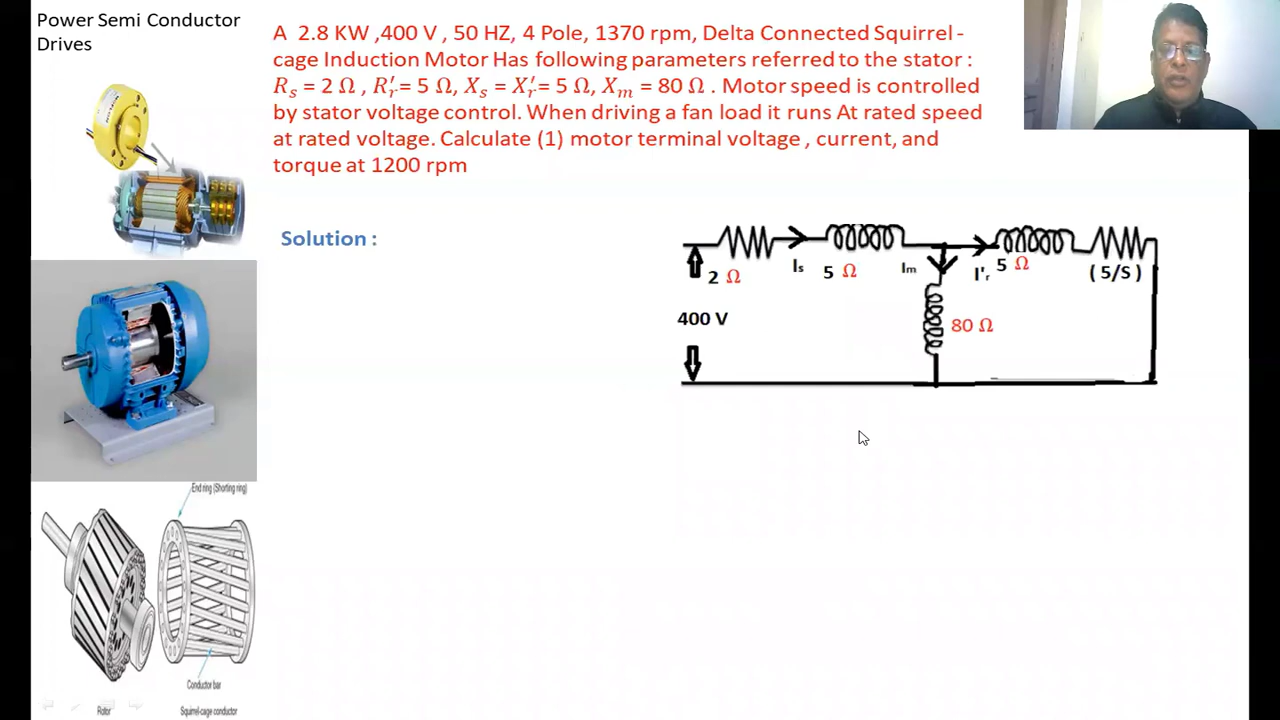 Power Semi Conductor
Drives
A 2.8 KW ,400 V , 50 HZ, 4 Pole, 1370 rpm, Delta Connected Squirrel -
cage Induction Motor Has following parameters referred to the stator :
Rₛ = 2 Ω , R′ᵣ= 5 Ω, Xₛ = X′ᵣ= 5 Ω, Xₘ = 80 Ω . Motor speed is controlled
by stator voltage control. When driving a fan load it runs At rated speed
at rated voltage. Calculate (1) motor terminal voltage , current, and
torque at 1200 rpm
Solution :
2 Ω
Iₛ
5 Ω
Iₘ
I'ᵣ
5 Ω
( 5/S )
400 V
80 Ω
End ring (Shorting ring)
Conductor bar
Rotor
Squirrel-cage conductor